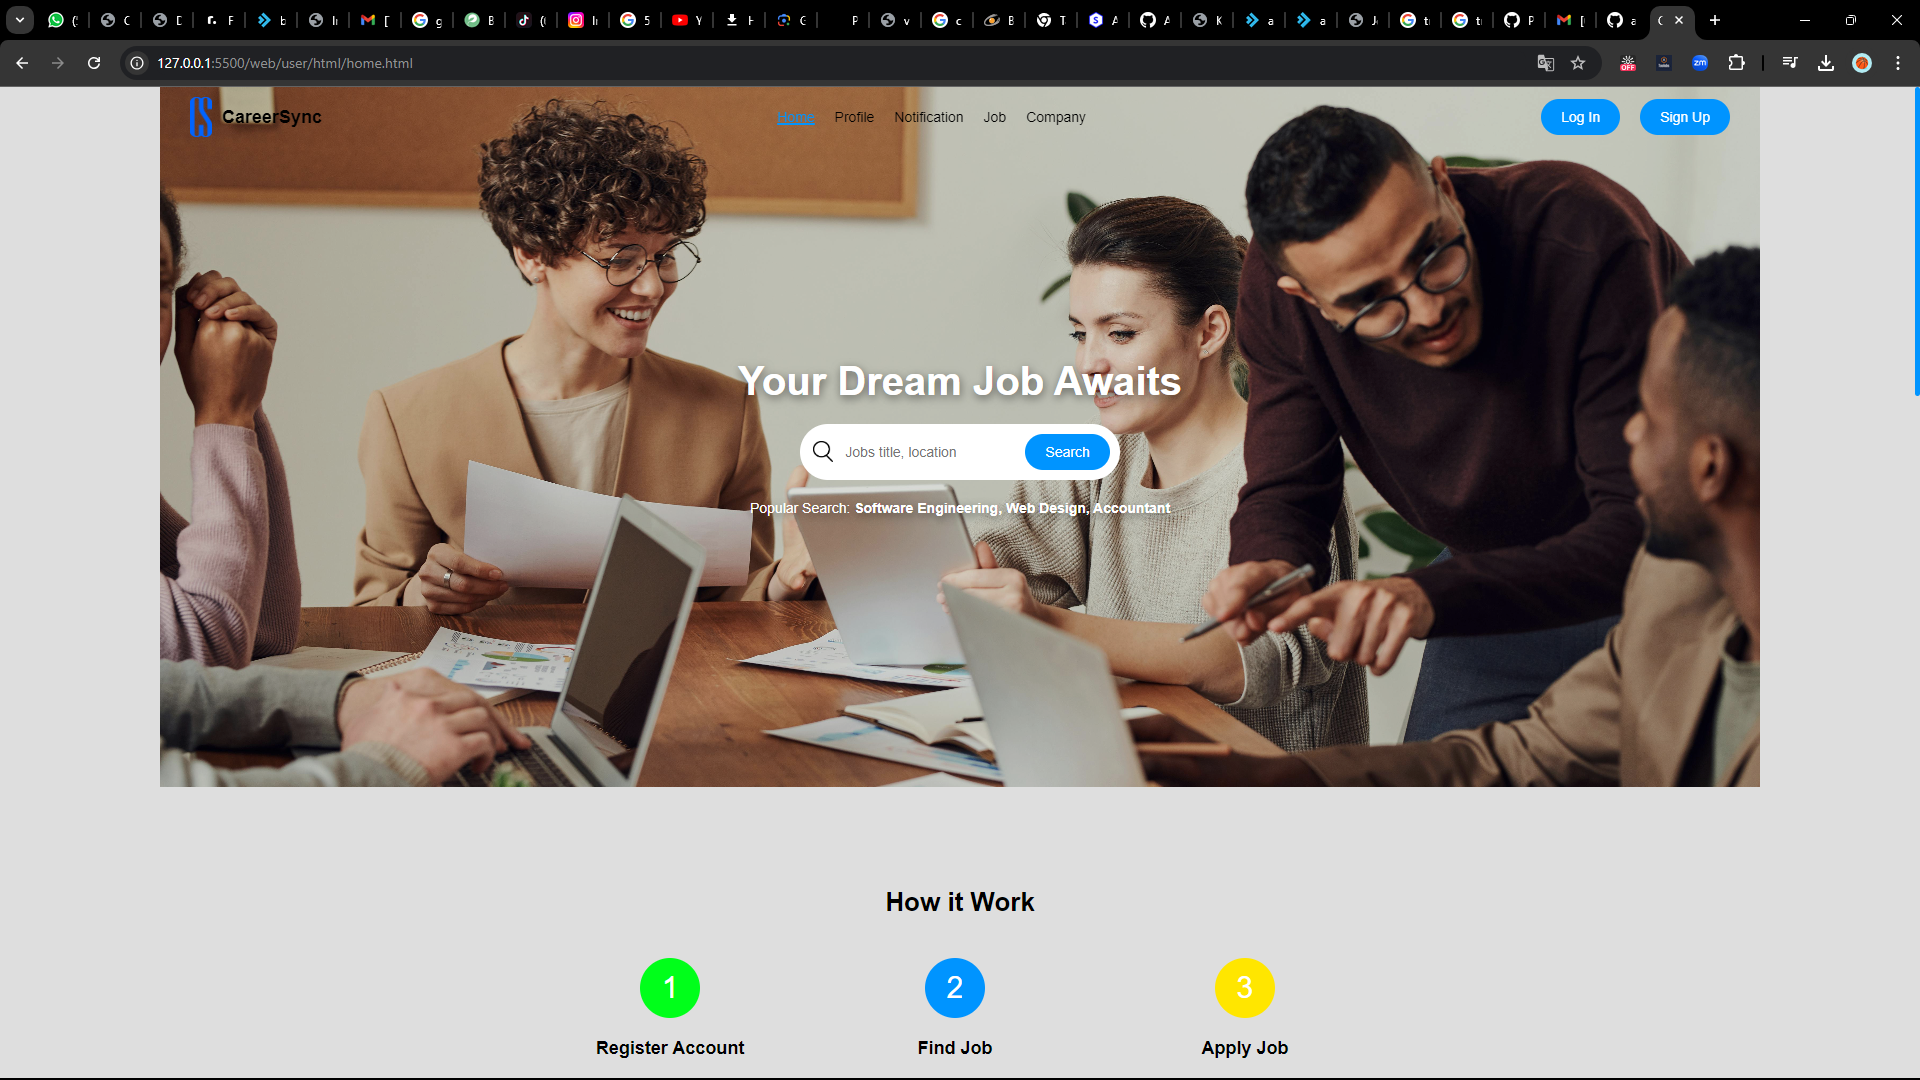 127.0.0.1:5500/web/user/html/home.html
OFF
zm
CareerSync
Home Profile Notification Job Company
Log In Sign Up
Your Dream Job Awaits
Jobs title, location
Search
Popular Search: Software Engineering, Web Design, Accountant
How it Work
1 2 3
Register Account Find Job Apply Job